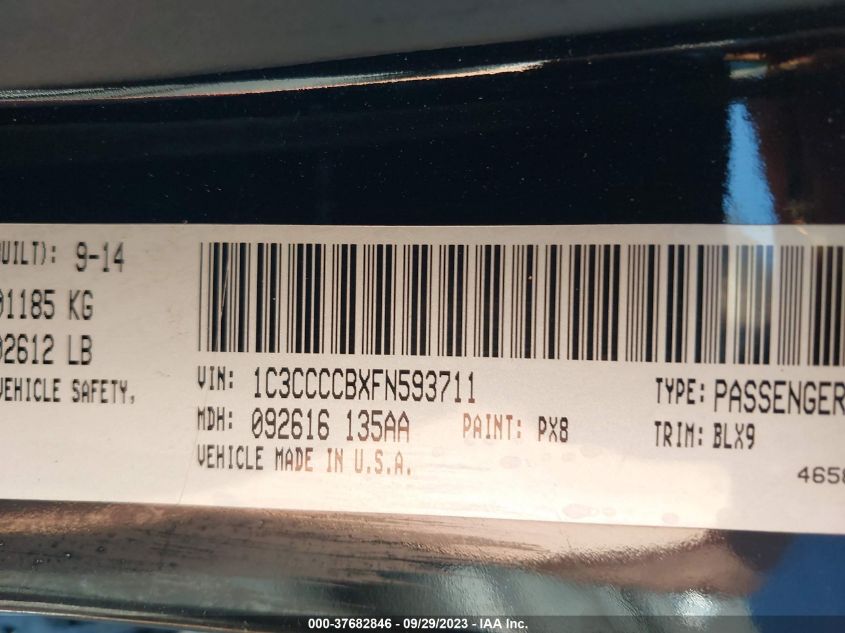 UILT): 9-14
01185 KG
02612 LB
VEHICLE SAFETY,
VIN: 1C3CCCCBXFN593711
MDH: 092616 135AA
PAINT: PX8
VEHICLE MADE IN U.S.A.
TYPE: PASSENGER
TRIM: BLX9
4658
000-37682846 - 09/29/2023 - IAA Inc.